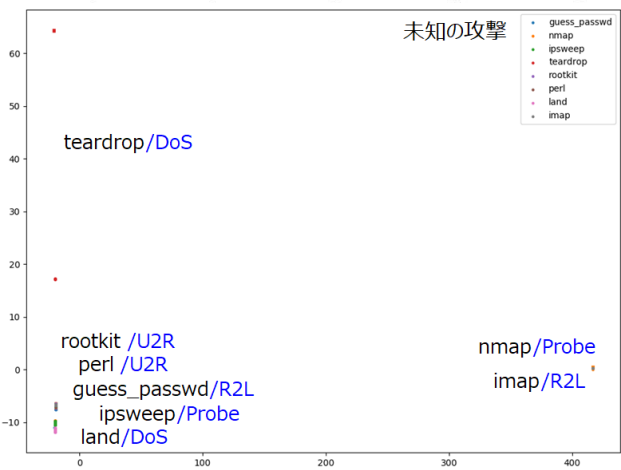 未知の攻撃
guess_passwd
nmap
ipsweep
teardrop
rootkit
perl
land
imap
60
50
40
30
20
10
0
−10
teardrop/DoS
rootkit /U2R
perl /U2R
guess_passwd/R2L
ipsweep/Probe
land/DoS
nmap/Probe
imap/R2L
0
100
200
300
400